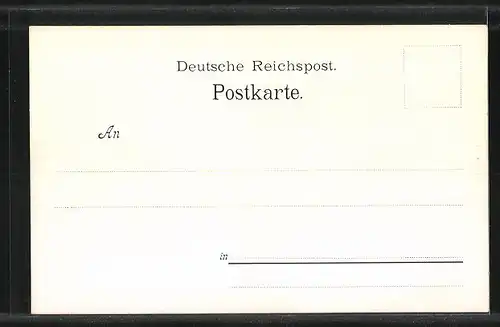 Deutsche Reichspost.
Postkarte.
An
in